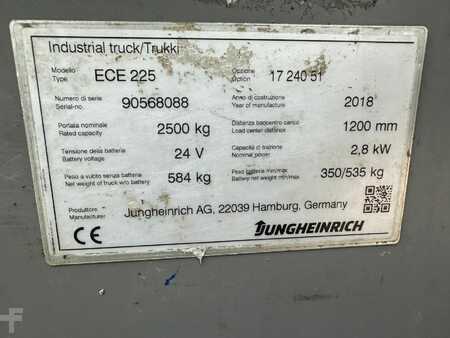 Industrial truck/Trukki
Modello
Type
ECE 225
Opzione
Option
17 240 51
Numero di serie
Serial-no.
90568088
Anno di costruzione
Year of manufacture
2018
Portata nominale
Rated capacity
2500 kg
Distanza baricentro carico
Load center distance
1200 mm
Tensione della batteria
Battery voltage
24 V
Capacità di trazione
Nominal power
2,8 kW
Peso a vuoto senza batteria
Net weight of truck w/o battery
584 kg
Peso batteria min/max
Battery net weight min/max
350/535 kg
Produttore
Manufacturer
Jungheinrich AG, 22039 Hamburg, Germany
CE
JUNGHEINRICH